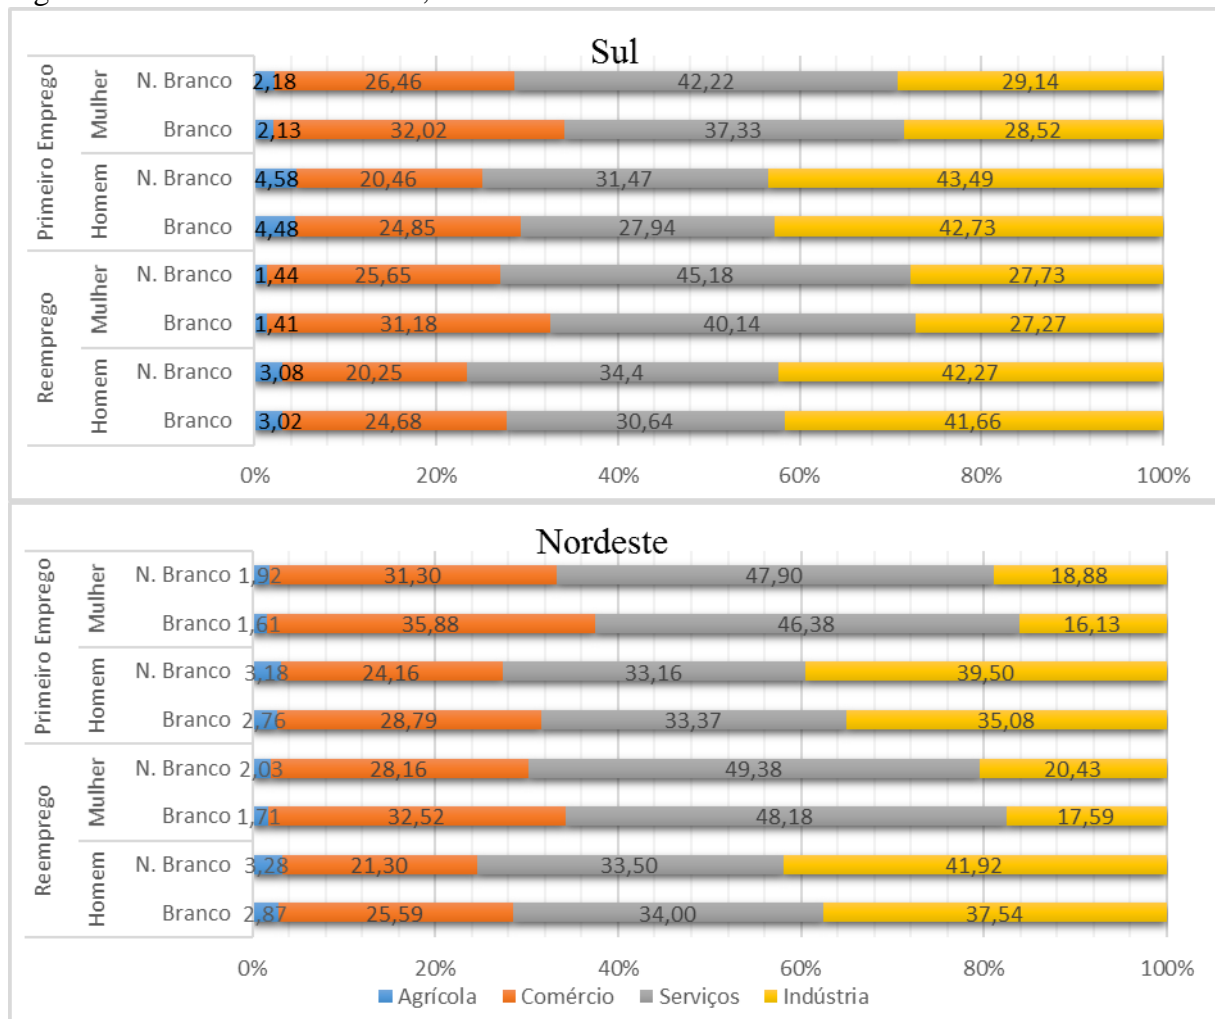 Sul
Primeiro Emprego
Mulher
N. Branco 2,18 26,46 42,22 29,14
Branco 2,13 32,02 37,33 28,52
Homem
N. Branco 4,58 20,46 31,47 43,49
Branco 4,48 24,85 27,94 42,73
Reemprego
Mulher
N. Branco 1,44 25,65 45,18 27,73
Branco 1,41 31,18 40,14 27,27
Homem
N. Branco 3,08 20,25 34,4 42,27
Branco 3,02 24,68 30,64 41,66
0% 20% 40% 60% 80% 100%
Nordeste
Primeiro Emprego
Mulher
N. Branco 1,92 31,30 47,90 18,88
Branco 1,61 35,88 46,38 16,13
Homem
N. Branco 3,18 24,16 33,16 39,50
Branco 2,76 28,79 33,37 35,08
Reemprego
Mulher
N. Branco 2,03 28,16 49,38 20,43
Branco 1,71 32,52 48,18 17,59
Homem
N. Branco 3,28 21,30 33,50 41,92
Branco 2,87 25,59 34,00 37,54
0% 20% 40% 60% 80% 100%
Agrícola Comércio Serviços Indústria